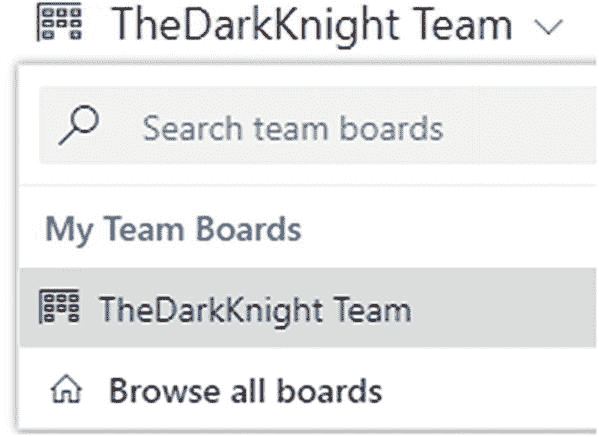 TheDarkKnight Team
Search team boards
My Team Boards
TheDarkKnight Team
Browse all boards